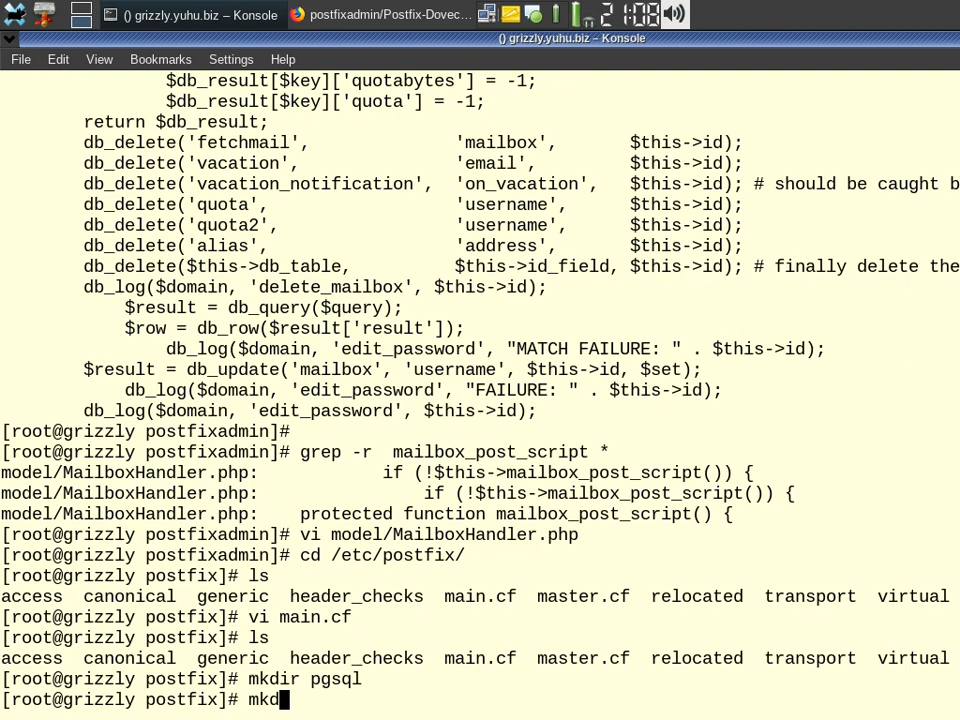 () grizzly.yuhu.biz – Konsole
postfixadmin/Postfix-Dovec…
21:08
() grizzly.yuhu.biz – Konsole
File Edit View Bookmarks Settings Help
$db_result[$key]['quotabytes'] = -1;
$db_result[$key]['quota'] = -1;
return $db_result;
db_delete('fetchmail', 'mailbox', $this->id);
db_delete('vacation', 'email', $this->id);
db_delete('vacation_notification', 'on_vacation', $this->id); # should be caught b
db_delete('quota', 'username', $this->id);
db_delete('quota2', 'username', $this->id);
db_delete('alias', 'address', $this->id);
db_delete($this->db_table, $this->id_field, $this->id); # finally delete the
db_log($domain, 'delete_mailbox', $this->id);
$result = db_query($query);
$row = db_row($result['result']);
db_log($domain, 'edit_password', "MATCH FAILURE: " . $this->id);
$result = db_update('mailbox', 'username', $this->id, $set);
db_log($domain, 'edit_password', "FAILURE: " . $this->id);
db_log($domain, 'edit_password', $this->id);
[root@grizzly postfixadmin]#
[root@grizzly postfixadmin]# grep -r  mailbox_post_script *
model/MailboxHandler.php:            if (!$this->mailbox_post_script()) {
model/MailboxHandler.php:                if (!$this->mailbox_post_script()) {
model/MailboxHandler.php:    protected function mailbox_post_script() {
[root@grizzly postfixadmin]# vi model/MailboxHandler.php
[root@grizzly postfixadmin]# cd /etc/postfix/
[root@grizzly postfix]# ls
access  canonical  generic  header_checks  main.cf  master.cf  relocated  transport  virtual
[root@grizzly postfix]# vi main.cf
[root@grizzly postfix]# ls
access  canonical  generic  header_checks  main.cf  master.cf  relocated  transport  virtual
[root@grizzly postfix]# mkdir pgsql
[root@grizzly postfix]# mkd